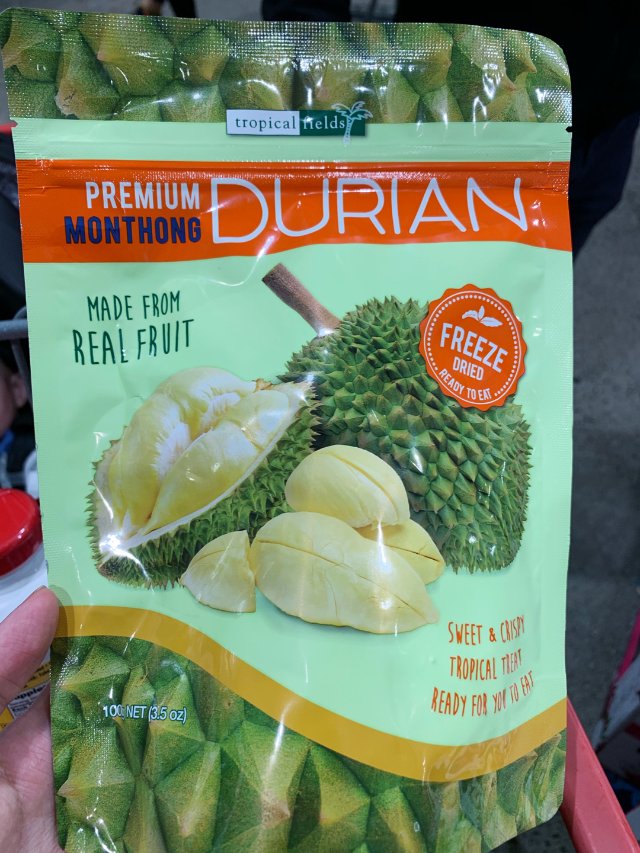 tropical fields
PREMIUM
MONTHONG
DURIAN
MADE FROM
REAL FRUIT
FREEZE
DRIED
READY TO EAT
SWEET & CRISPY
TROPICAL TREAT
READY FOR YOU TO EAT
100g NET (3.5 oz)